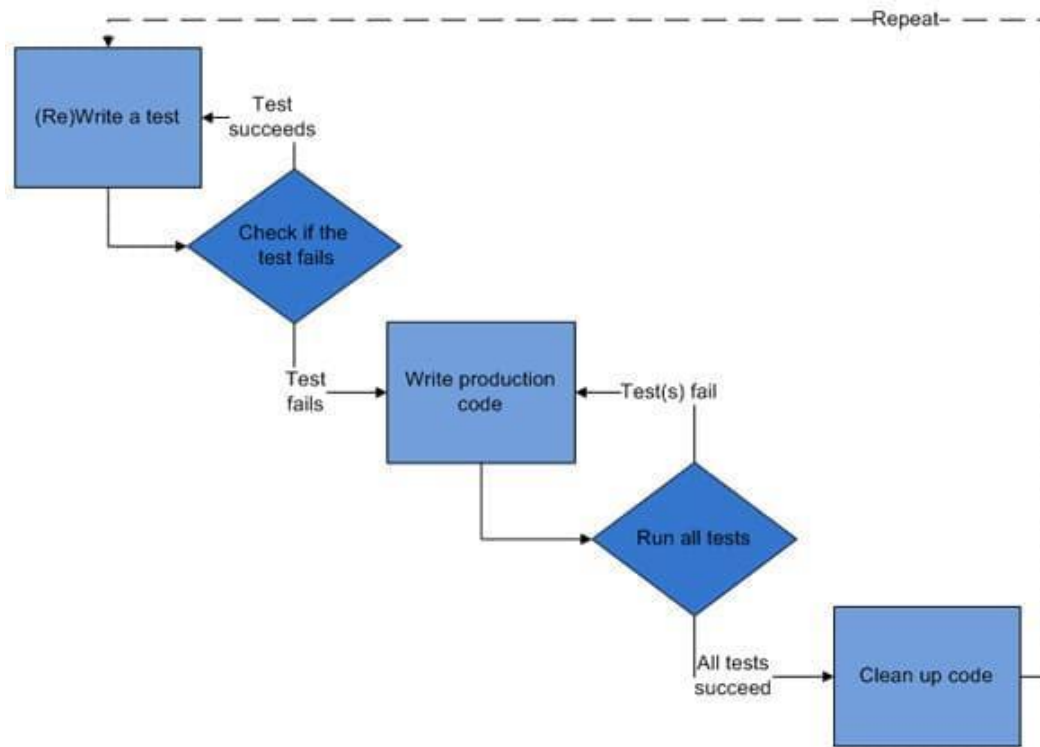 Repeat
(Re)Write a test
Test
succeeds
Check if the
test fails
Test
fails
Write production
code
Test(s) fail
Run all tests
All tests
succeed
Clean up code